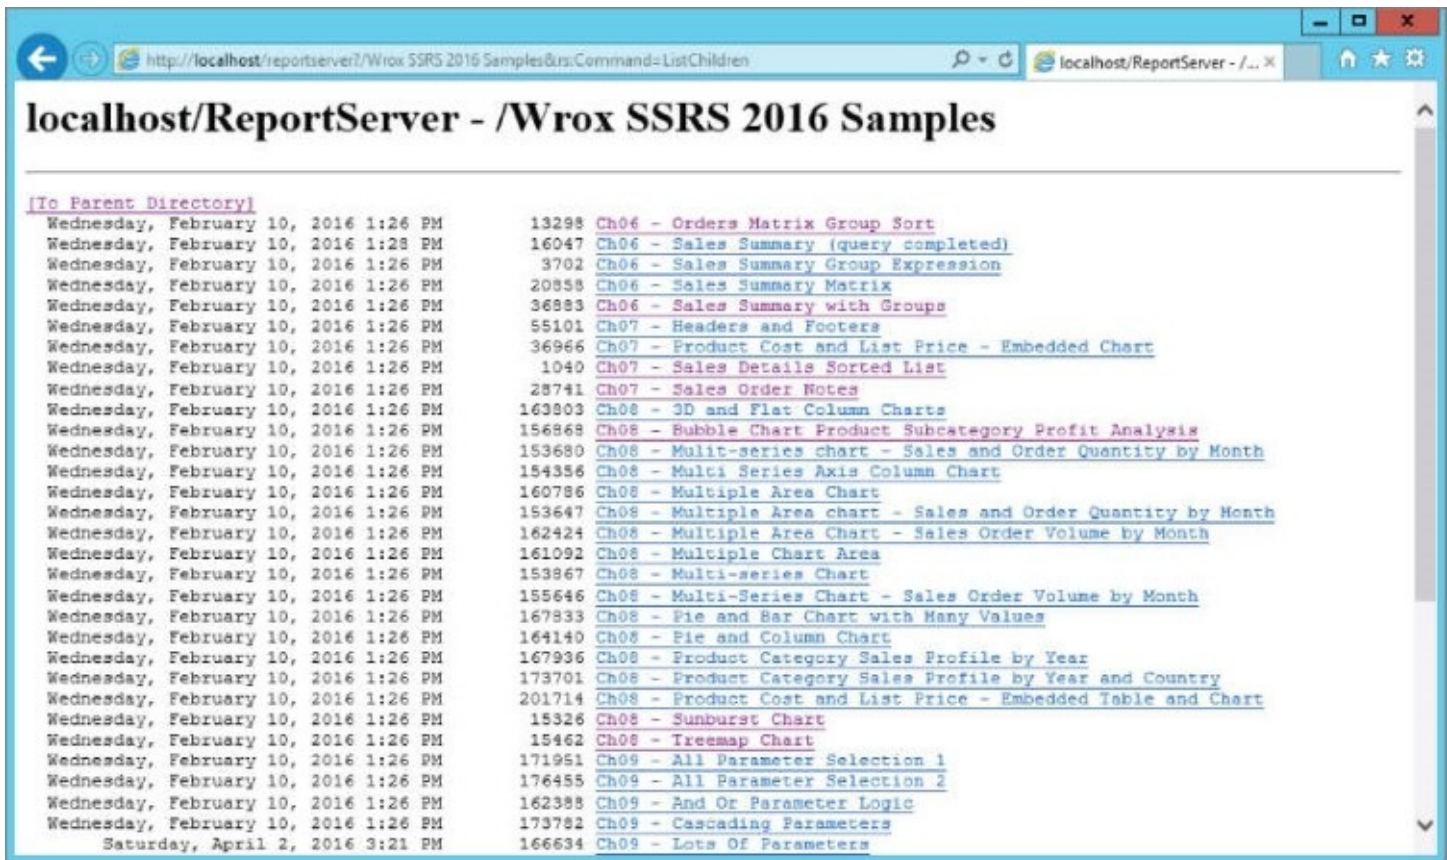 http://localhost/reportserver?/Wrox SSRS 2016 Samples&rs:Command=ListChildren
localhost/ReportServer - /...
localhost/ReportServer - /Wrox SSRS 2016 Samples
[To Parent Directory]
Wednesday, February 10, 2016 1:26 PM 13298 Ch06 - Orders Matrix Group Sort
Wednesday, February 10, 2016 1:28 PM 16047 Ch06 - Sales Summary (query completed)
Wednesday, February 10, 2016 1:26 PM 3702 Ch06 - Sales Summary Group Expression
Wednesday, February 10, 2016 1:26 PM 20858 Ch06 - Sales Summary Matrix
Wednesday, February 10, 2016 1:26 PM 36883 Ch06 - Sales Summary with Groups
Wednesday, February 10, 2016 1:26 PM 55101 Ch07 - Headers and Footers
Wednesday, February 10, 2016 1:26 PM 36966 Ch07 - Product Cost and List Price - Embedded Chart
Wednesday, February 10, 2016 1:26 PM 1040 Ch07 - Sales Details Sorted List
Wednesday, February 10, 2016 1:26 PM 28741 Ch07 - Sales Order Notes
Wednesday, February 10, 2016 1:26 PM 163803 Ch08 - 3D and Flat Column Charts
Wednesday, February 10, 2016 1:26 PM 156868 Ch08 - Bubble Chart Product Subcategory Profit Analysis
Wednesday, February 10, 2016 1:26 PM 153680 Ch08 - Mulit-series chart - Sales and Order Quantity by Month
Wednesday, February 10, 2016 1:26 PM 154356 Ch08 - Multi Series Axis Column Chart
Wednesday, February 10, 2016 1:26 PM 160786 Ch08 - Multiple Area Chart
Wednesday, February 10, 2016 1:26 PM 153647 Ch08 - Multiple Area chart - Sales and Order Quantity by Month
Wednesday, February 10, 2016 1:26 PM 162424 Ch08 - Multiple Area Chart - Sales Order Volume by Month
Wednesday, February 10, 2016 1:26 PM 161092 Ch08 - Multiple Chart Area
Wednesday, February 10, 2016 1:26 PM 153867 Ch08 - Multi-series Chart
Wednesday, February 10, 2016 1:26 PM 155646 Ch08 - Multi-Series Chart - Sales Order Volume by Month
Wednesday, February 10, 2016 1:26 PM 167833 Ch08 - Pie and Bar Chart with Many Values
Wednesday, February 10, 2016 1:26 PM 164140 Ch08 - Pie and Column Chart
Wednesday, February 10, 2016 1:26 PM 167936 Ch08 - Product Category Sales Profile by Year
Wednesday, February 10, 2016 1:26 PM 173701 Ch08 - Product Category Sales Profile by Year and Country
Wednesday, February 10, 2016 1:26 PM 201714 Ch08 - Product Cost and List Price - Embedded Table and Chart
Wednesday, February 10, 2016 1:26 PM 15326 Ch08 - Sunburst Chart
Wednesday, February 10, 2016 1:26 PM 15462 Ch08 - Treemap Chart
Wednesday, February 10, 2016 1:26 PM 171951 Ch09 - All Parameter Selection 1
Wednesday, February 10, 2016 1:26 PM 176455 Ch09 - All Parameter Selection 2
Wednesday, February 10, 2016 1:26 PM 162388 Ch09 - And Or Parameter Logic
Wednesday, February 10, 2016 1:26 PM 173782 Ch09 - Cascading Parameters
Saturday, April 2, 2016 3:21 PM 166634 Ch09 - Lots Of Parameters